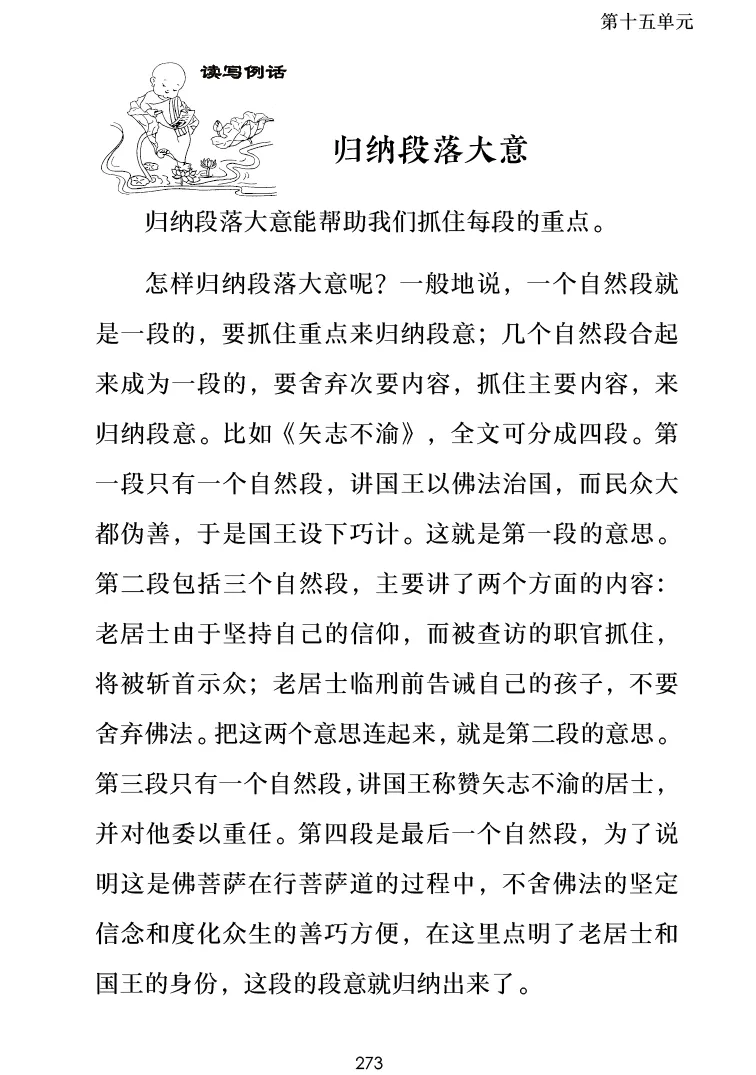 第十五单元
读写例话
归纳段落大意
归纳段落大意能帮助我们抓住每段的重点。
怎样归纳段落大意呢？一般地说，一个自然段就
是一段的，要抓住重点来归纳段意；几个自然段合起
来成为一段的，要舍弃次要内容，抓住主要内容，来
归纳段意。比如《矢志不渝》，全文可分成四段。第
一段只有一个自然段，讲国王以佛法治国，而民众大
都伪善，于是国王设下巧计。这就是第一段的意思。
第二段包括三个自然段，主要讲了两个方面的内容：
老居士由于坚持自己的信仰，而被查访的职官抓住，
将被斩首示众；老居士临刑前告诫自己的孩子，不要
舍弃佛法。把这两个意思连起来，就是第二段的意思。
第三段只有一个自然段，讲国王称赞矢志不渝的居士，
并对他委以重任。第四段是最后一个自然段，为了说
明这是佛菩萨在行菩萨道的过程中，不舍佛法的坚定
信念和度化众生的善巧方便，在这里点明了老居士和
国王的身份，这段的段意就归纳出来了。
273